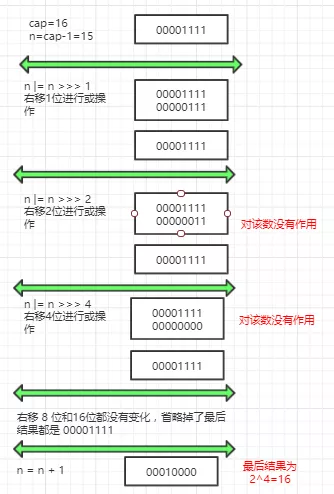 cap=16
n=cap-1=15
00001111
n |= n >>> 1
右移1位进行或操
作
00001111
00000111
00001111
n |= n >>> 2
右移2位进行或操
作
00001111
00000011
对该数没有作用
00001111
n |= n >>> 4
右移4位进行或操
作
00001111
00000000
对该数没有作用
00001111
右移 8 位和16位都没有变化，省略掉了最后
结果都是 00001111
n = n + 1
00010000
最后结果为
2^4=16